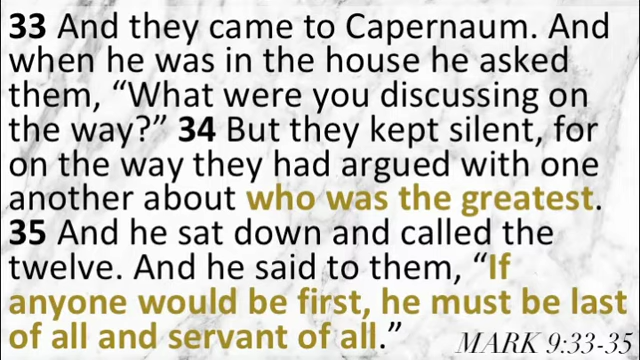 33 And they came to Capernaum. And
when he was in the house he asked
them, “What were you discussing on
the way?” 34 But they kept silent, for
on the way they had argued with one
another about who was the greatest.
35 And he sat down and called the
twelve. And he said to them, “If
anyone would be first, he must be last
of all and servant of all.”
MARK 9:33-35